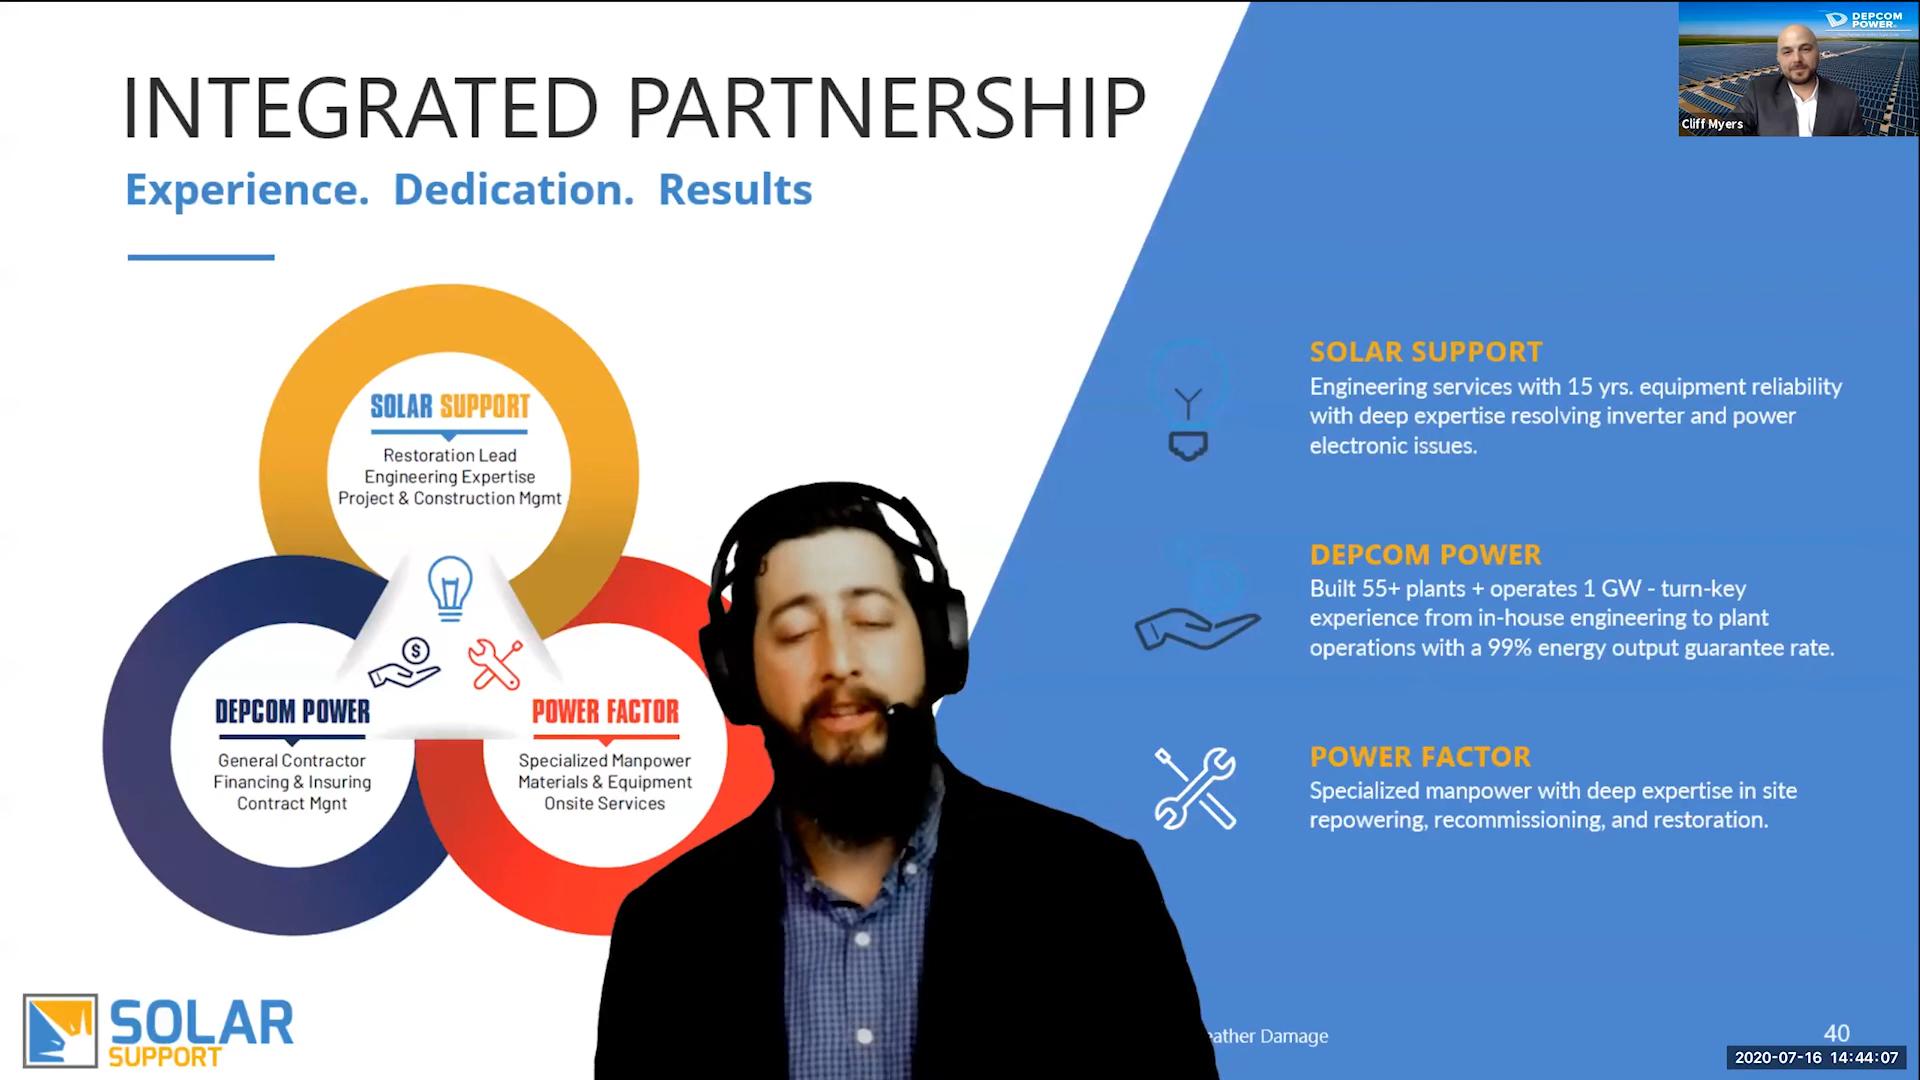 DEPCOM
POWER
Cliff Myers
INTEGRATED PARTNERSHIP
Experience. Dedication. Results
SOLAR SUPPORT
Restoration Lead
Engineering Expertise
Project & Construction Mgmt
$
DEPCOM POWER
General Contractor
Financing & Insuring
Contract Mgnt
POWER FACTOR
Specialized Manpower
Materials & Equipment
Onsite Services
SOLAR SUPPORT
Engineering services with 15 yrs. equipment reliability
with deep expertise resolving inverter and power
electronic issues.
DEPCOM POWER
Built 55+ plants + operates 1 GW - turn-key
experience from in-house engineering to plant
operations with a 99% energy output guarantee rate.
POWER FACTOR
Specialized manpower with deep expertise in site
repowering, recommissioning, and restoration.
SOLAR
SUPPORT
Damage
40
2020-07-16 14:44:07